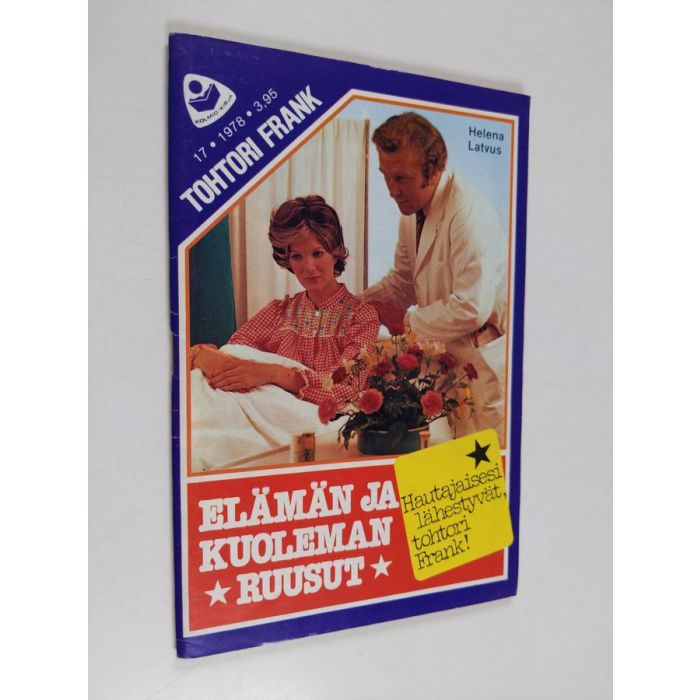 KOLMIO-KIRJA
17 • 1978 • 3,95
TOHTORI FRANK
Helena
Latvus
ELÄMÄN JA
KUOLEMAN
★ RUUSUT ★
★
Hautajaisesi
lähestyvät,
tohtori
Frank!